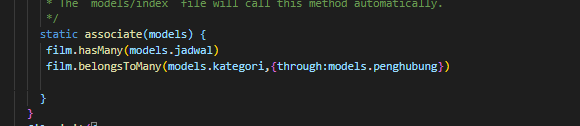 * The `models/index` file will call this method automatically.
*/
static associate(models) {
film.hasMany(models.jadwal)
film.belongsToMany(models.kategori,{through:models.penghubung})
}
}